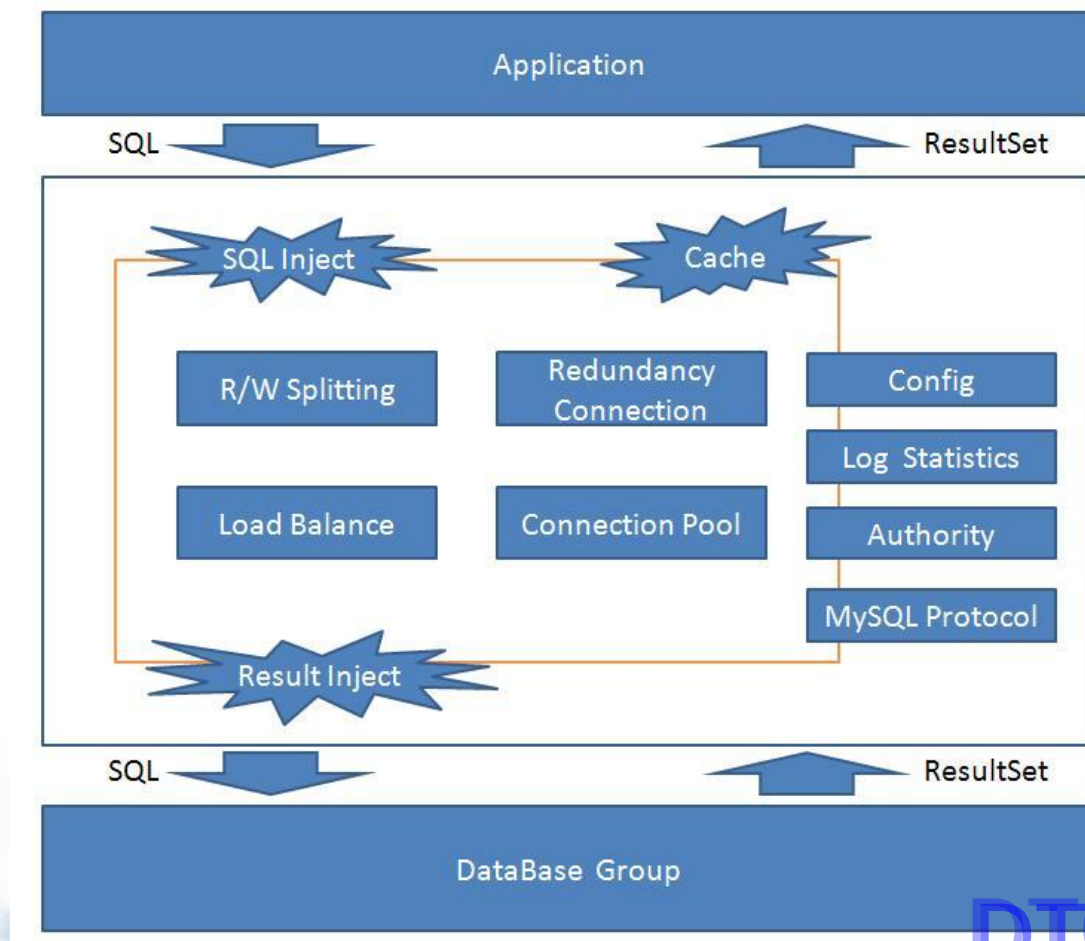 Application
SQL
ResultSet
SQL Inject
Cache
R/W Splitting
Redundancy
Connection
Config
Log Statistics
Load Balance
Connection Pool
Authority
MySQL Protocol
Result Inject
SQL
ResultSet
DataBase Group